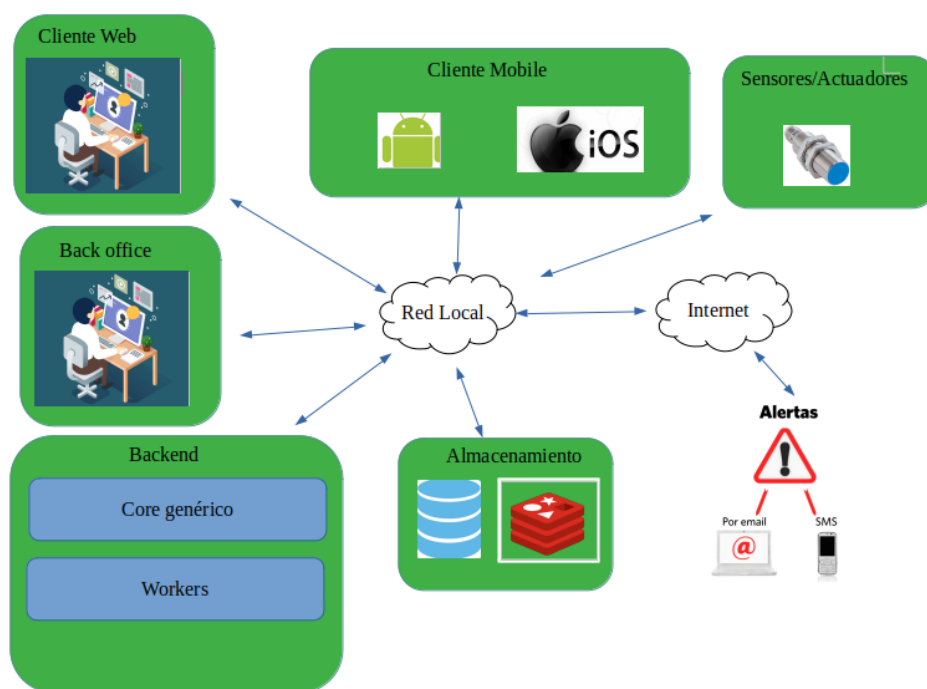 Cliente Web
Cliente Mobile
iOS
Sensores/Actuadores
Back office
Red Local
Internet
Alertas
Por email
SMS
@
Backend
Core genérico
Workers
Almacenamiento